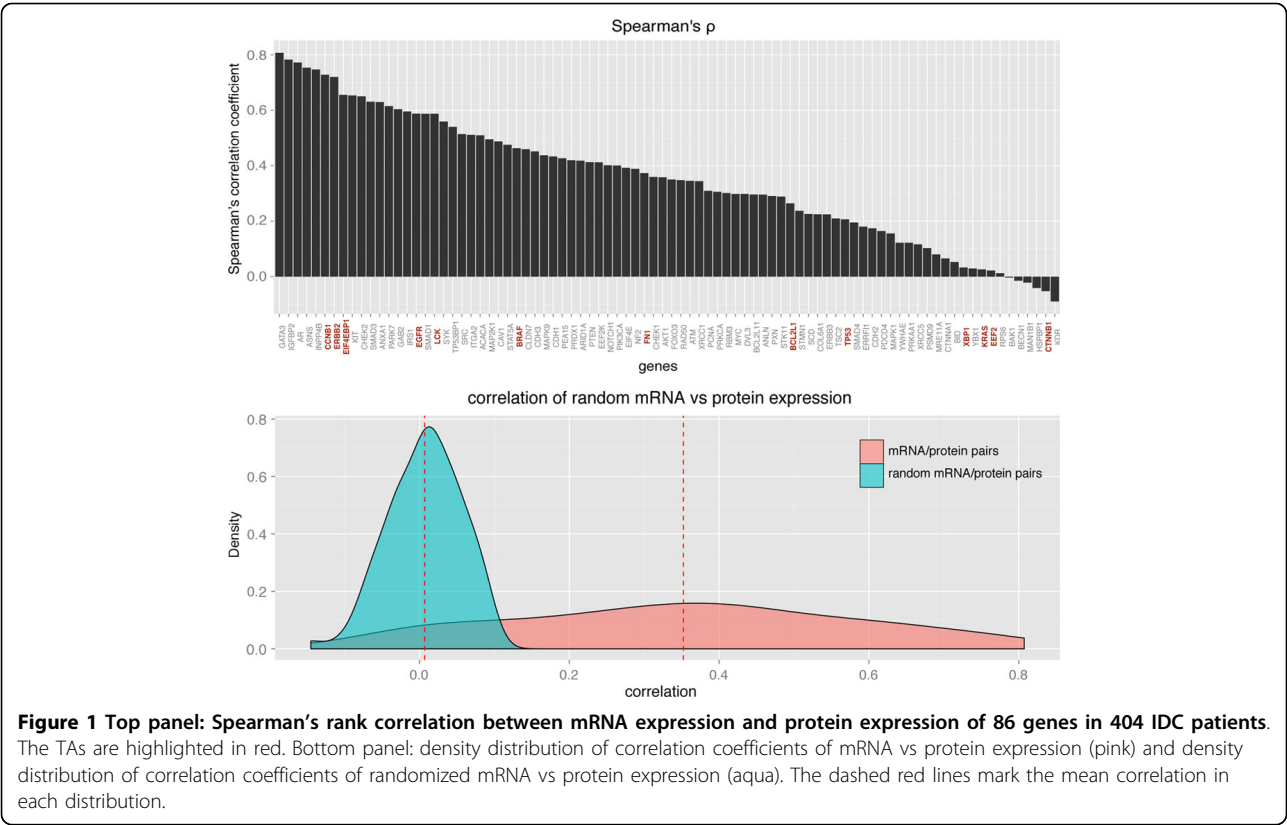 Spearman's ρ
Spearman's correlation coefficient
0.8
0.6
0.4
0.2
0.0
GATA3 IGFBP2 AR ASNS INPP4B CCNB1 ERBB2 EIF4EBP1 KIT CHEK2 SMAD3 ANXA1 PARK7 GAB2 IRS1 EGFR SMAD1 LCK SYK TP53BP1 SRC ITGA2 ACACA MAP2K1 CAV1 STAT5A BRAF CLDN7 CDH3 MAPK9 CDH1 PEA15 PRDX1 ARID1A PTEN EEF2K NOTCH1 PIK3CA EIF4E NF2 FN1 CHEK1 AKT1 FOXO3 RAD50 ATM XRCC1 PCNA PRKCA RBM3 MYC DVL3 BCL2L11 ANLN PXN STK11 BCL2L1 STMN1 SCD COL6A1 ERBB3 TSC2 TP53 SMAD4 ERRFI1 CDH2 PDCD4 MAPK1 YWHAE PRKAA1 XRCC5 PSMD9 MRE11A CTNNA1 BID XBP1 YBX1 KRAS EEF2 RPS6 BAK1 BECN1 MAN1B1 HSPBP1 CTNNB1 KDR
genes
correlation of random mRNA vs protein expression
Density
0.8
0.6
0.4
0.2
0.0
mRNA/protein pairs
random mRNA/protein pairs
0.0 0.2 0.4 0.6 0.8
correlation
Figure 1 Top panel: Spearman's rank correlation between mRNA expression and protein expression of 86 genes in 404 IDC patients.
The TAs are highlighted in red. Bottom panel: density distribution of correlation coefficients of mRNA vs protein expression (pink) and density
distribution of correlation coefficients of randomized mRNA vs protein expression (aqua). The dashed red lines mark the mean correlation in
each distribution.